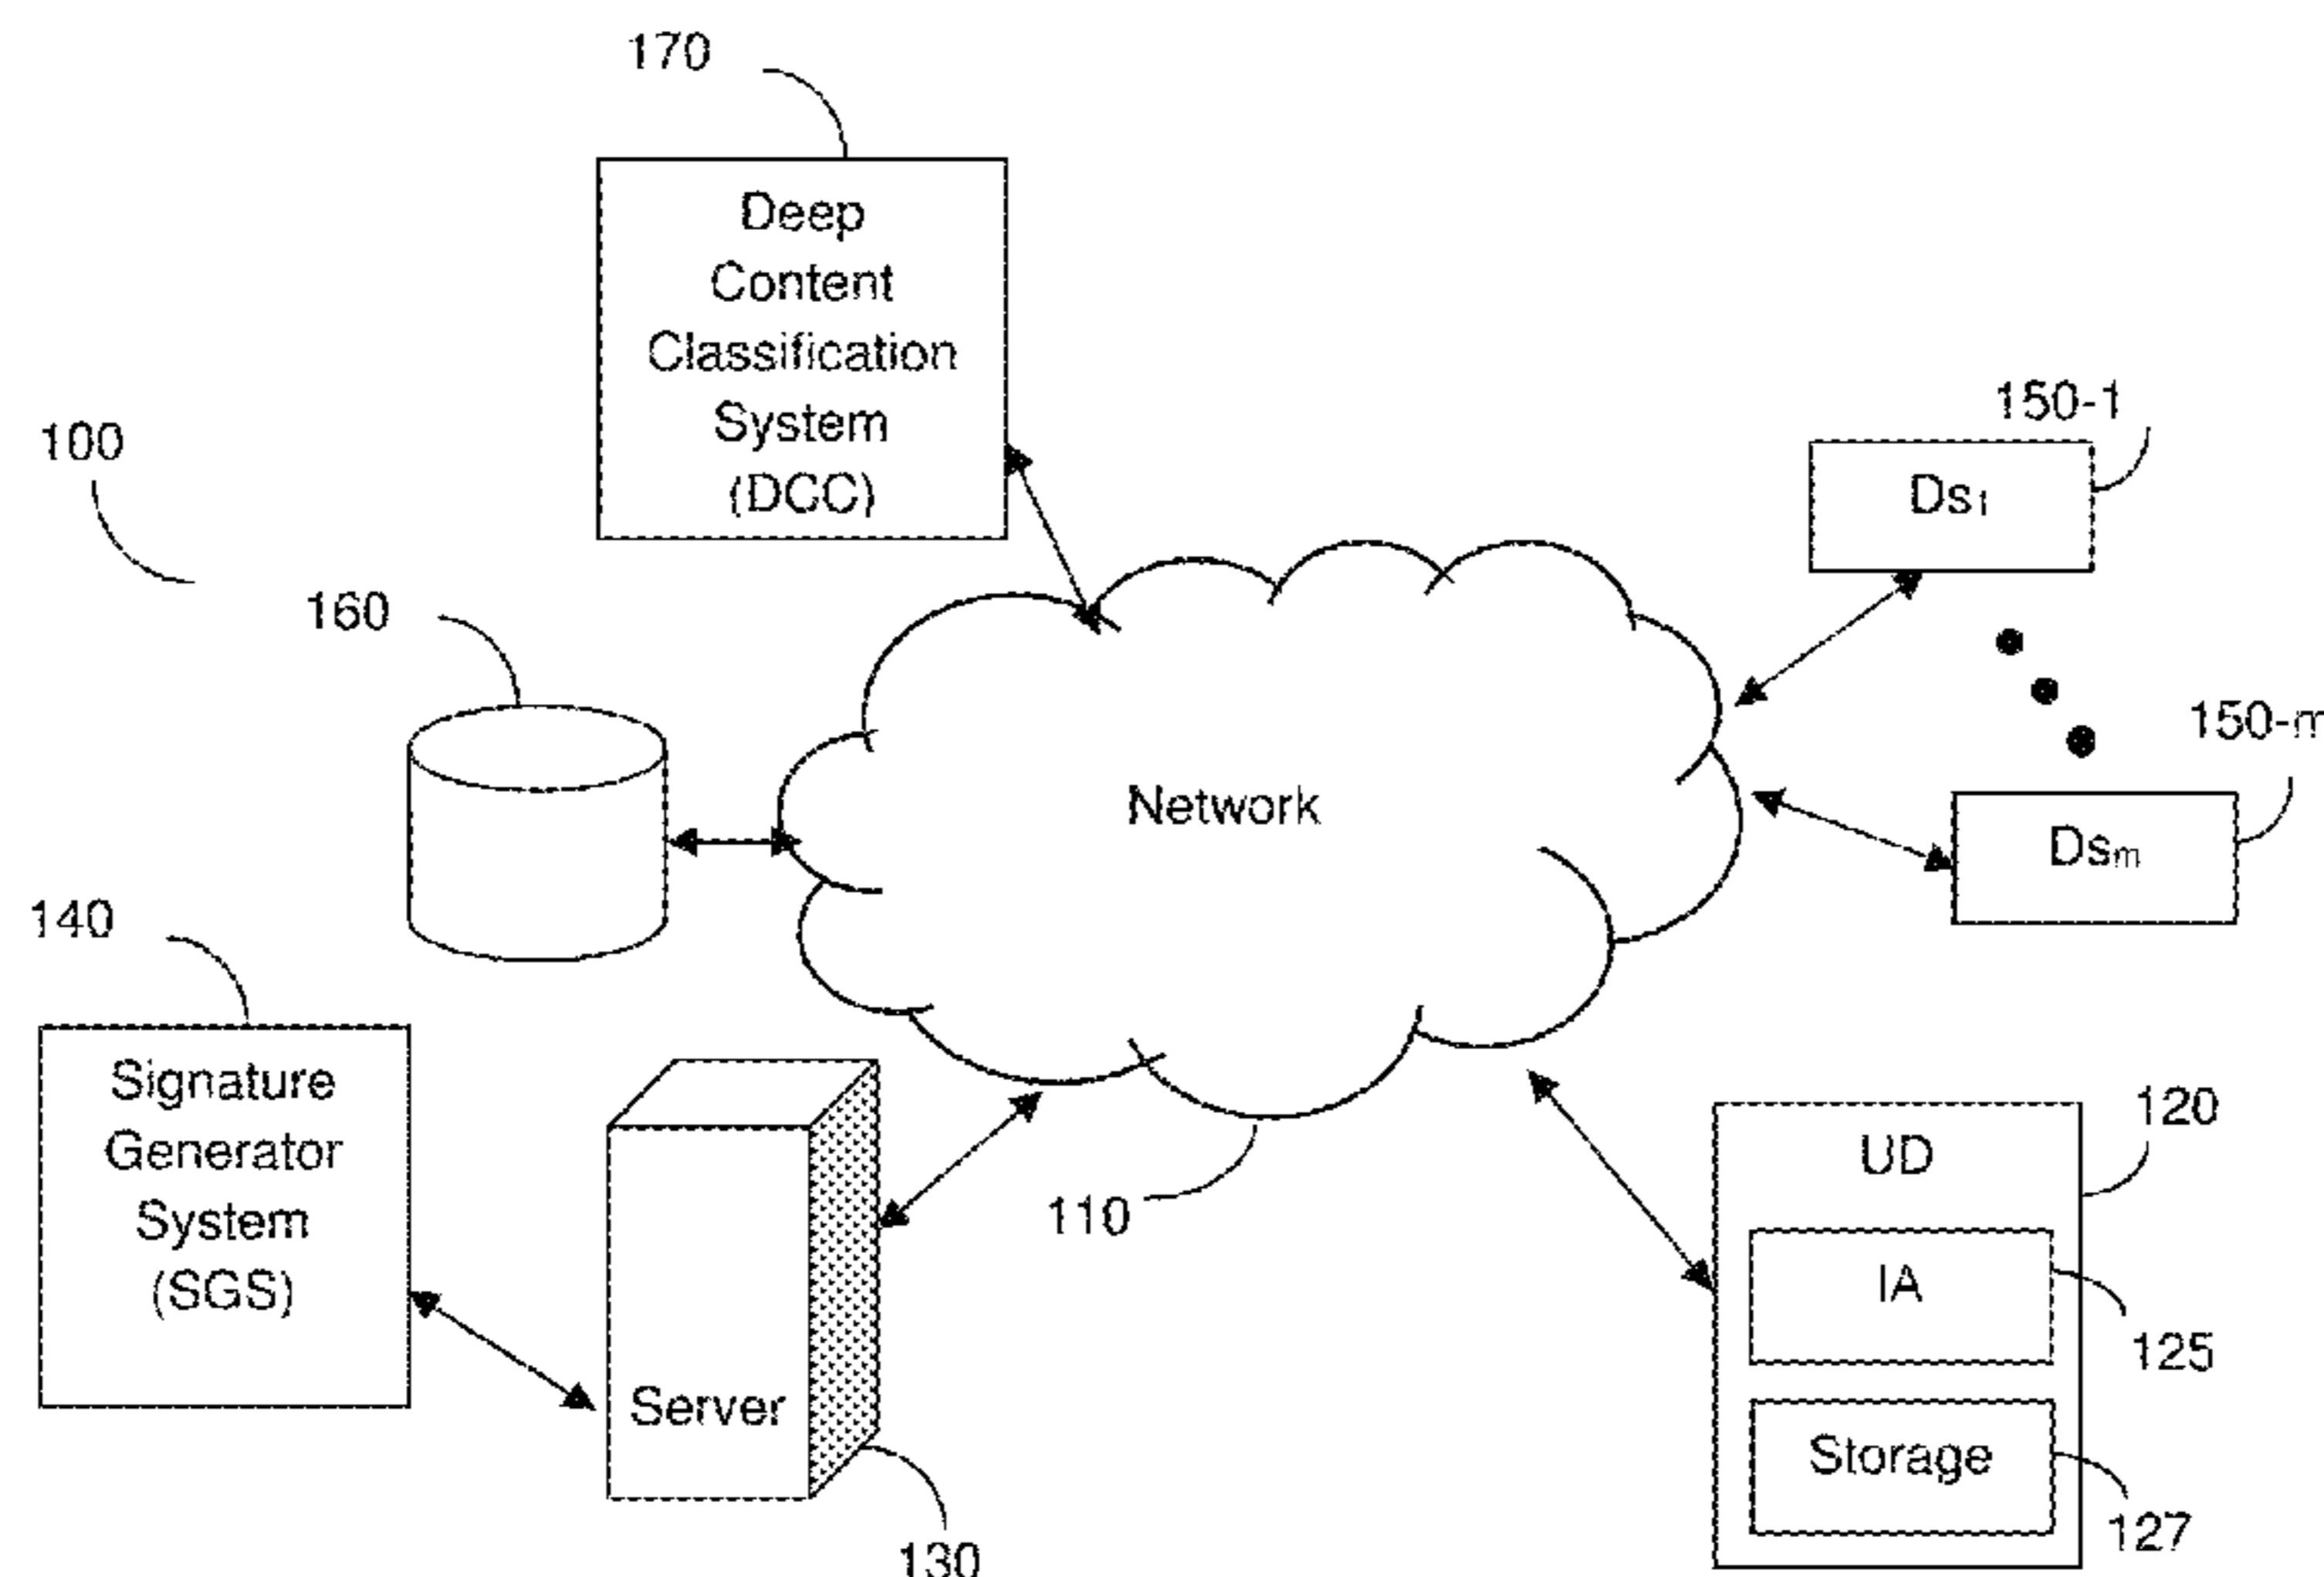 170
Deep
Content
Classification
System
(DCC)
100
160
150-1
Ds1
150-m
Dsm
Network
140
Signature
Generator
System
(SGS)
Server
130
110
120
UD
IA
125
Storage
127